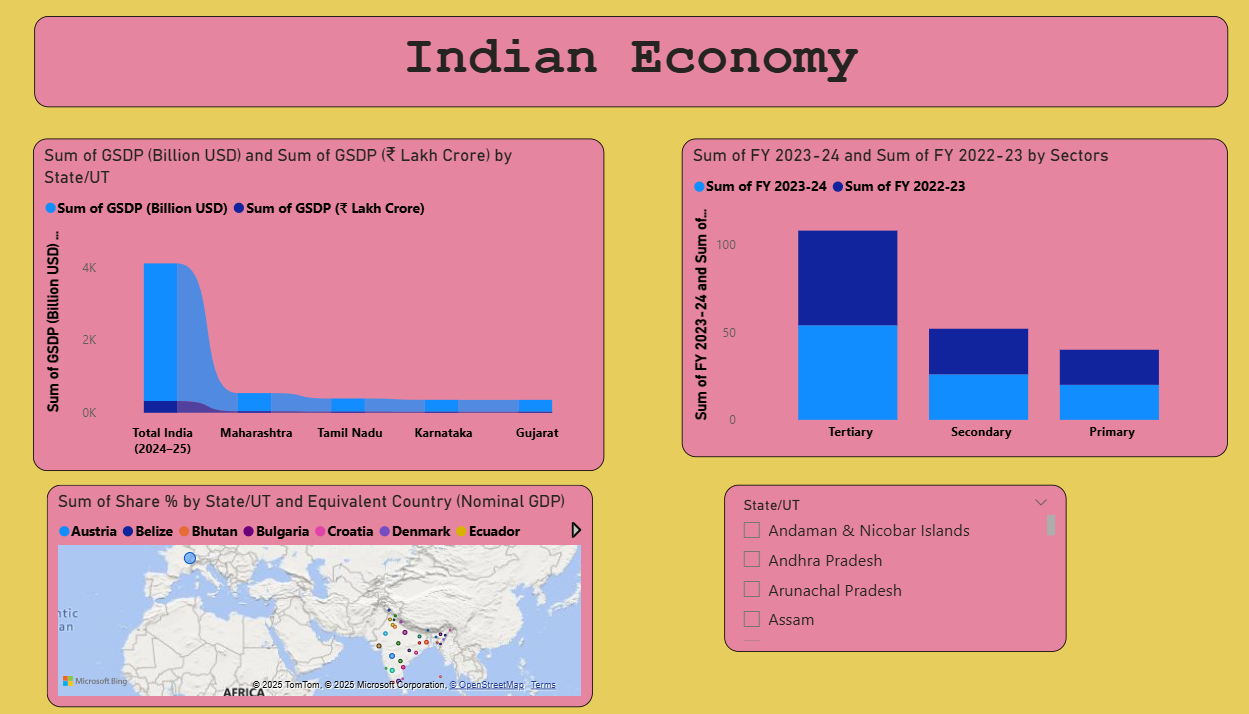 Indian Economy
Sum of GSDP (Billion USD) and Sum of GSDP (₹ Lakh Crore) by
State/UT
Sum of GSDP (Billion USD) Sum of GSDP (₹ Lakh Crore)
Sum of GSDP (Billion USD) ...
4K
2K
0K
Total India
(2024–25)
Maharashtra
Tamil Nadu
Karnataka
Gujarat
Sum of FY 2023-24 and Sum of FY 2022-23 by Sectors
Sum of FY 2023-24 Sum of FY 2022-23
Sum of FY 2023-24 and Sum of...
100
50
0
Tertiary
Secondary
Primary
Sum of Share % by State/UT and Equivalent Country (Nominal GDP)
Austria Belize Bhutan Bulgaria Croatia Denmark Ecuador
ntic
an
AFRICA
Microsoft Bing
© 2025 TomTom, © 2025 Microsoft Corporation, © OpenStreetMap Terms
State/UT
Andaman & Nicobar Islands
Andhra Pradesh
Arunachal Pradesh
Assam